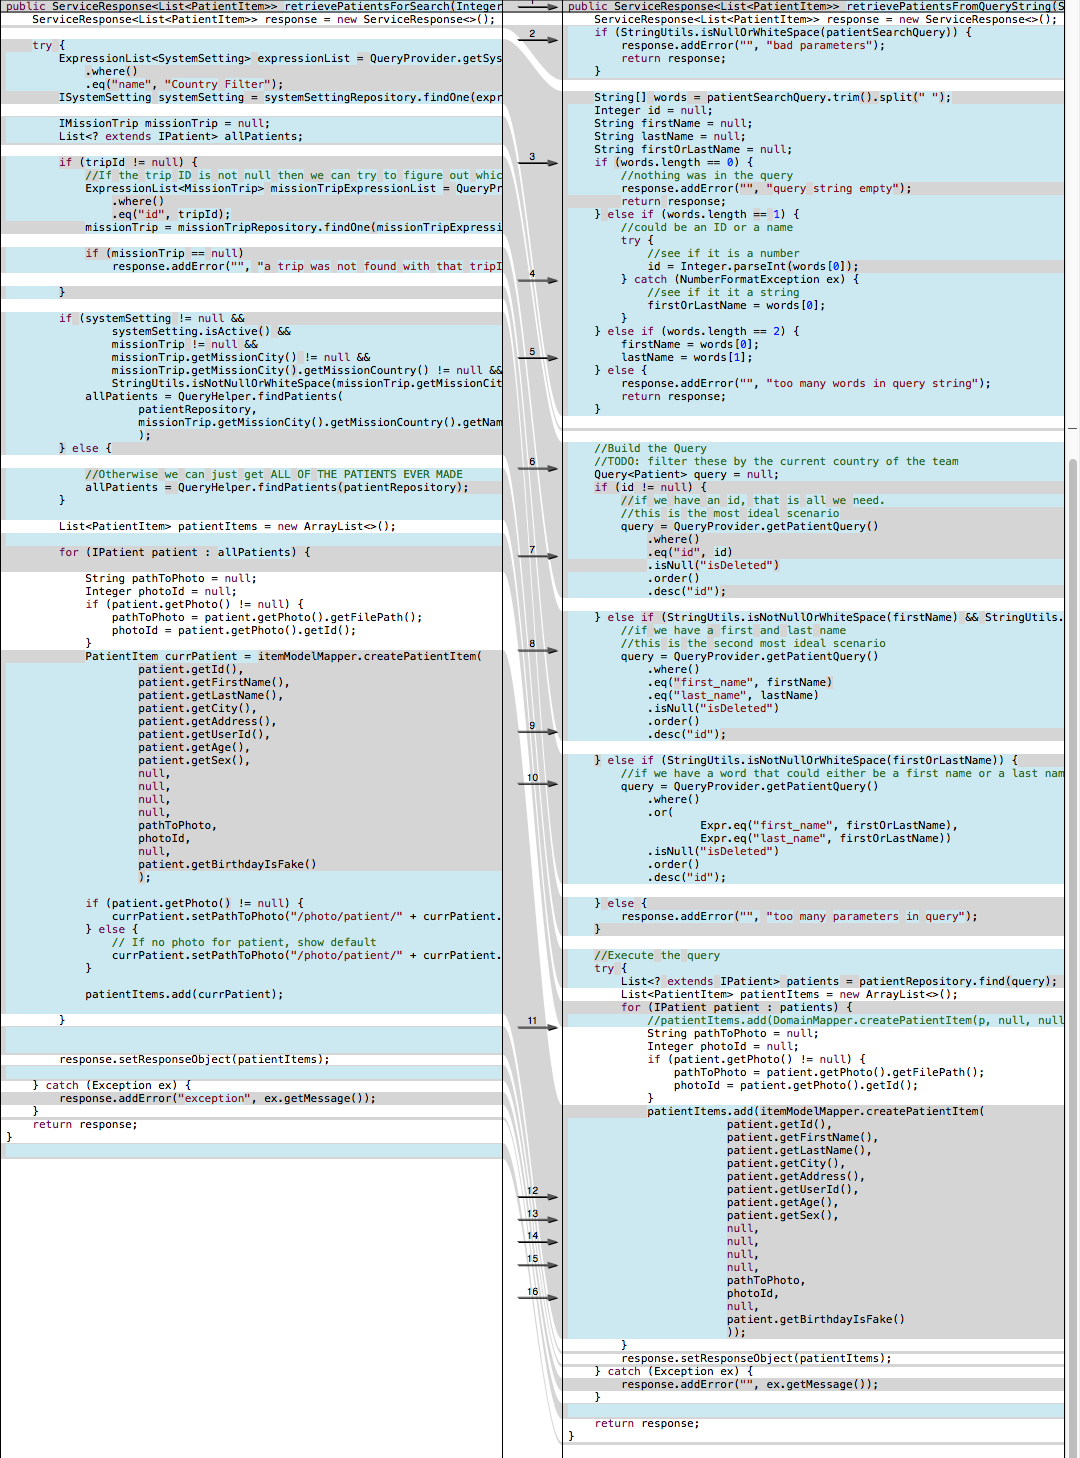 public ServiceResponse<List<PatientItem>> retrievePatientsForSearch(Integer
ServiceResponse<List<PatientItem>> response = new ServiceResponse<>();
try {
ExpressionList<SystemSetting> expressionList = QueryProvider.getSys
.where()
.eq("name", "Country Filter");
ISystemSetting systemSetting = systemSettingRepository.findOne(expr
IMissionTrip missionTrip = null;
List<? extends IPatient> allPatients;
if (tripId != null) {
//If the trip ID is not null then we can try to figure out whic
ExpressionList<MissionTrip> missionTripExpressionList = QueryPr
.where()
.eq("id", tripId);
missionTrip = missionTripRepository.findOne(missionTripExpressi
if (missionTrip == null)
response.addError("", "a trip was not found with that tripI
}
if (systemSetting != null &&
systemSetting.isActive() &&
missionTrip != null &&
missionTrip.getMissionCity() != null &&
missionTrip.getMissionCity().getMissionCountry() != null &&
StringUtils.isNotNullOrWhiteSpace(missionTrip.getMissionCit
allPatients = QueryHelper.findPatients(
patientRepository,
missionTrip.getMissionCity().getMissionCountry().getNam
);
} else {
//Otherwise we can just get ALL OF THE PATIENTS EVER MADE
allPatients = QueryHelper.findPatients(patientRepository);
}
List<PatientItem> patientItems = new ArrayList<>();
for (IPatient patient : allPatients) {
String pathToPhoto = null;
Integer photoId = null;
if (patient.getPhoto() != null) {
pathToPhoto = patient.getPhoto().getFilePath();
photoId = patient.getPhoto().getId();
}
PatientItem currPatient = itemModelMapper.createPatientItem(
patient.getId(),
patient.getFirstName(),
patient.getLastName(),
patient.getCity(),
patient.getAddress(),
patient.getUserId(),
patient.getAge(),
patient.getSex(),
null,
null,
null,
null,
pathToPhoto,
photoId,
null,
patient.getBirthdayIsFake()
);
if (patient.getPhoto() != null) {
currPatient.setPathToPhoto("/photo/patient/" + currPatient.
} else {
// If no photo for patient, show default
currPatient.setPathToPhoto("/photo/patient/" + currPatient.
}
patientItems.add(currPatient);
}
response.setResponseObject(patientItems);
} catch (Exception ex) {
response.addError("exception", ex.getMessage());
}
return response;
}
1
2
3
4
5
6
7
8
9
10
11
12
13
14
15
16
public ServiceResponse<List<PatientItem>> retrievePatientsFromQueryString(S
ServiceResponse<List<PatientItem>> response = new ServiceResponse<>();
if (StringUtils.isNullOrWhiteSpace(patientSearchQuery)) {
response.addError("", "bad parameters");
return response;
}
String[] words = patientSearchQuery.trim().split(" ");
Integer id = null;
String firstName = null;
String lastName = null;
String firstOrLastName = null;
if (words.length == 0) {
//nothing was in the query
response.addError("", "query string empty");
return response;
} else if (words.length == 1) {
//could be an ID or a name
try {
//see if it is a number
id = Integer.parseInt(words[0]);
} catch (NumberFormatException ex) {
//see if it it a string
firstOrLastName = words[0];
}
} else if (words.length == 2) {
firstName = words[0];
lastName = words[1];
} else {
response.addError("", "too many words in query string");
return response;
}
//Build the Query
//TODO: filter these by the current country of the team
Query<Patient> query = null;
if (id != null) {
//if we have an id, that is all we need.
//this is the most ideal scenario
query = QueryProvider.getPatientQuery()
.where()
.eq("id", id)
.isNull("isDeleted")
.order()
.desc("id");
} else if (StringUtils.isNotNullOrWhiteSpace(firstName) && StringUtils.
//if we have a first and last name
//this is the second most ideal scenario
query = QueryProvider.getPatientQuery()
.where()
.eq("first_name", firstName)
.eq("last_name", lastName)
.isNull("isDeleted")
.order()
.desc("id");
} else if (StringUtils.isNotNullOrWhiteSpace(firstOrLastName)) {
//if we have a word that could either be a first name or a last nam
query = QueryProvider.getPatientQuery()
.where()
.or(
Expr.eq("first_name", firstOrLastName),
Expr.eq("last_name", firstOrLastName))
.isNull("isDeleted")
.order()
.desc("id");
} else {
response.addError("", "too many parameters in query");
}
//Execute the query
try {
List<? extends IPatient> patients = patientRepository.find(query);
List<PatientItem> patientItems = new ArrayList<>();
for (IPatient patient : patients) {
//patientItems.add(DomainMapper.createPatientItem(p, null, null
String pathToPhoto = null;
Integer photoId = null;
if (patient.getPhoto() != null) {
pathToPhoto = patient.getPhoto().getFilePath();
photoId = patient.getPhoto().getId();
}
patientItems.add(itemModelMapper.createPatientItem(
patient.getId(),
patient.getFirstName(),
patient.getLastName(),
patient.getCity(),
patient.getAddress(),
patient.getUserId(),
patient.getAge(),
patient.getSex(),
null,
null,
null,
null,
pathToPhoto,
photoId,
null,
patient.getBirthdayIsFake()
));
}
response.setResponseObject(patientItems);
} catch (Exception ex) {
response.addError("", ex.getMessage());
}
return response;
}